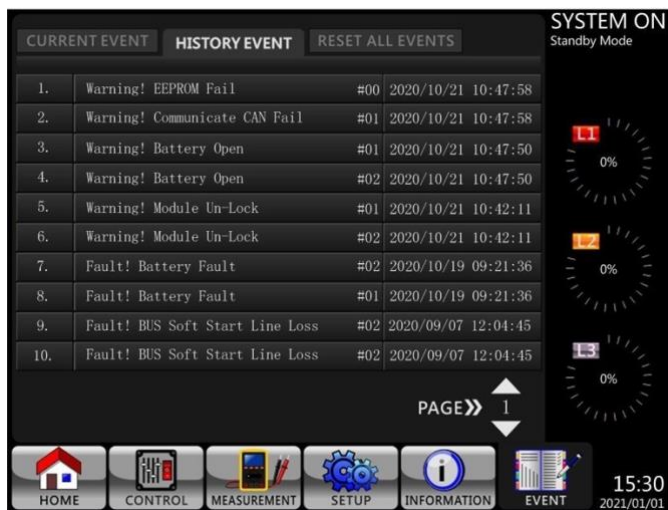 SYSTEM ON
Standby Mode
CURRENT EVENT HISTORY EVENT RESET ALL EVENTS
1. Warning! EEPROM Fail #00 2020/10/21 10:47:58
2. Warning! Communicate CAN Fail #01 2020/10/21 10:47:58
3. Warning! Battery Open #01 2020/10/21 10:47:50
4. Warning! Battery Open #02 2020/10/21 10:47:50
5. Warning! Module Un-Lock #01 2020/10/21 10:42:11
6. Warning! Module Un-Lock #02 2020/10/21 10:42:11
7. Fault! Battery Fault #02 2020/10/19 09:21:36
8. Fault! Battery Fault #01 2020/10/19 09:21:36
9. Fault! BUS Soft Start Line Loss #02 2020/09/07 12:04:45
10. Fault! BUS Soft Start Line Loss #02 2020/09/07 12:04:45
PAGE 1
L1
0%
L2
0%
L3
0%
HOME CONTROL MEASUREMENT SETUP INFORMATION EVENT
15:30
2021/01/01